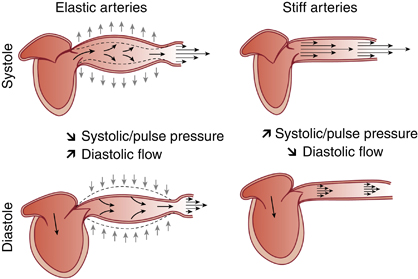 Elastic arteries
Stiff arteries
Systole
↘ Systolic/pulse pressure
↗ Diastolic flow
↗ Systolic/pulse pressure
↘ Diastolic flow
Diastole